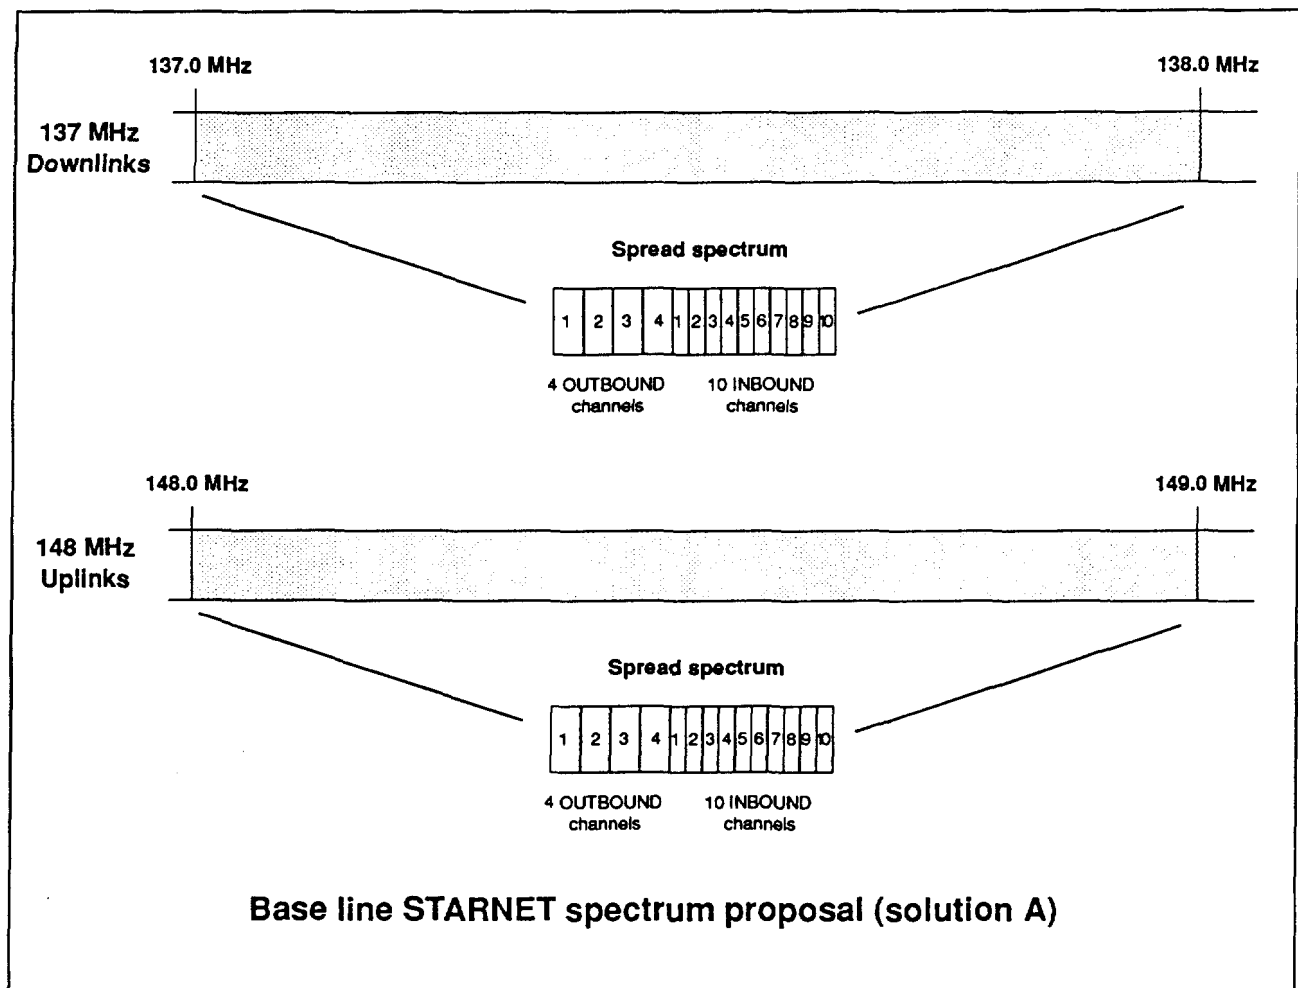 137.0 MHz
138.0 MHz
137 MHz
Downlinks
Spread spectrum
1 2 3 4 1 2 3 4 5 6 7 8 9 10
4 OUTBOUND channels
10 INBOUND channels
148.0 MHz
149.0 MHz
148 MHz
Uplinks
Spread spectrum
1 2 3 4 1 2 3 4 5 6 7 8 9 10
4 OUTBOUND channels
10 INBOUND channels
Base line STARNET spectrum proposal (solution A)